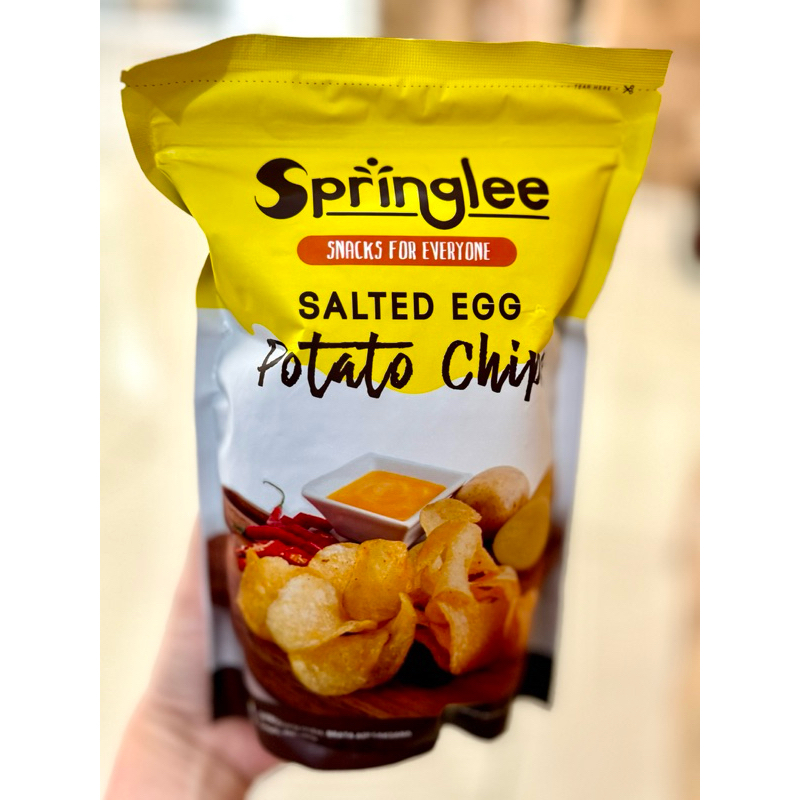 TEAR HERE
Springlee
SNACKS FOR EVERYONE
SALTED EGG
Potato Chips